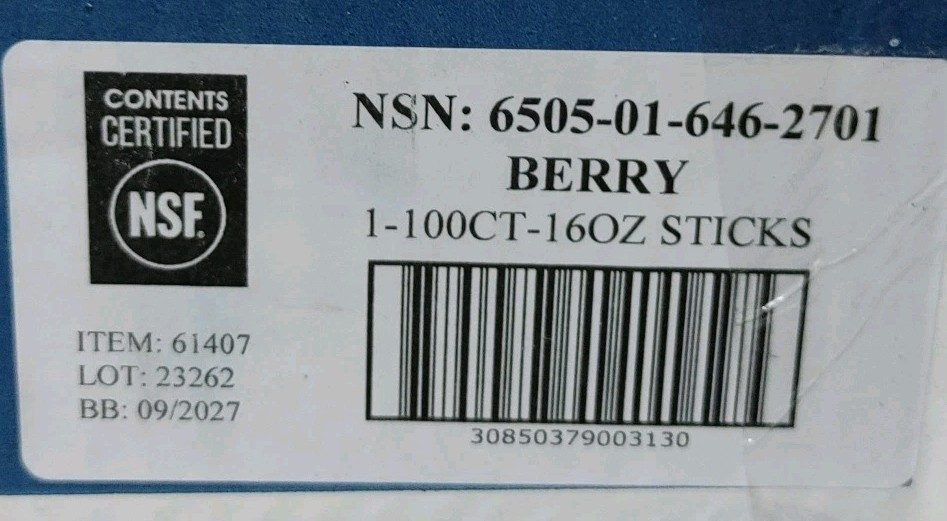 CONTENTS
CERTIFIED
NSF.
NSN: 6505-01-646-2701
BERRY
1-100CT-16OZ STICKS
ITEM: 61407
LOT: 23262
BB: 09/2027
30850379003130